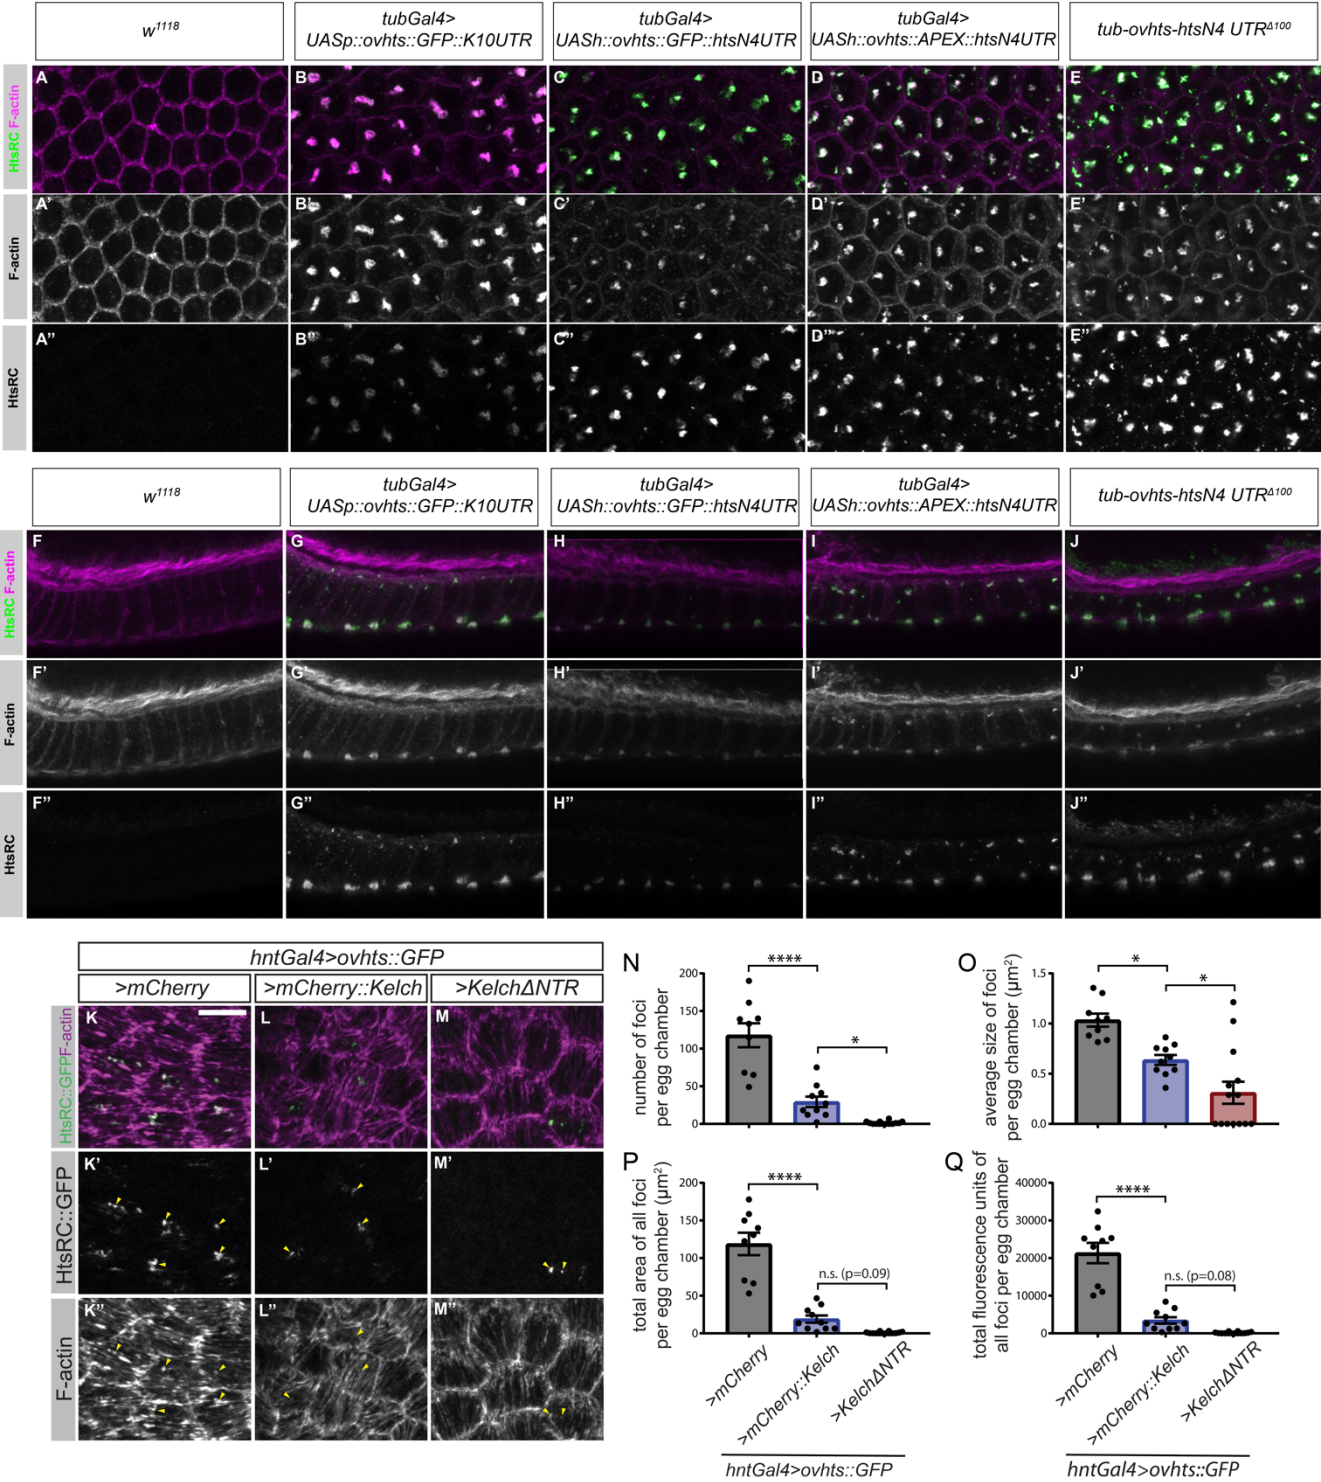 w1118
tubGal4>
UASp::ovhts::GFP::K10UTR
tubGal4>
UASh::ovhts::GFP::htsN4UTR
tubGal4>
UASh::ovhts::APEX::htsN4UTR
tub-ovhts-htsN4 UTRΔ100
HtsRC F-actin
A
B
C
D
E
F-actin
A’
B’
C’
D’
E’
HtsRC
A”
B”
C”
D”
E”
w1118
tubGal4>
UASp::ovhts::GFP::K10UTR
tubGal4>
UASh::ovhts::GFP::htsN4UTR
tubGal4>
UASh::ovhts::APEX::htsN4UTR
tub-ovhts-htsN4 UTRΔ100
HtsRC F-actin
F
G
H
I
J
F-actin
F’
G’
H’
I’
J’
HtsRC
F”
G”
H”
I”
J”
hntGal4>ovhts::GFP
>mCherry
>mCherry::Kelch
>KelchΔNTR
HtsRC::GFPF-actin
K
L
M
HtsRC::GFP
K’
L’
M’
F-actin
K”
L”
M”
N
number of foci
per egg chamber
200
150
100
50
0
****
*
O
average size of foci
per egg chamber (µm2)
1.5
1.0
0.5
0.0
*
*
P
total area of all foci
per egg chamber (µm2)
200
150
100
50
0
****
n.s. (p=0.09)
>mCherry
>mCherry::Kelch
>KelchΔNTR
hntGal4>ovhts::GFP
Q
total fluorescence units of
all foci per egg chamber
40000
30000
20000
10000
0
****
n.s. (p=0.08)
>mCherry
>mCherry::Kelch
>KelchΔNTR
hntGal4>ovhts::GFP